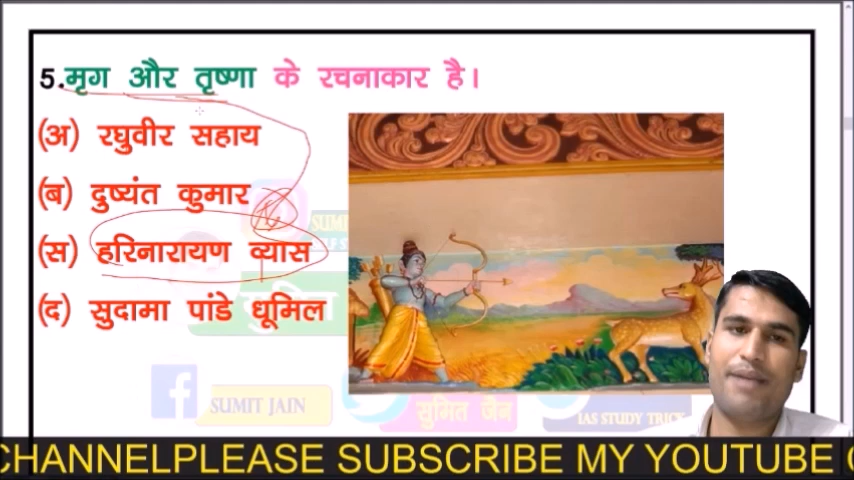 5.मृग और तृष्णा के रचनाकार है।
(अ) रघुवीर सहाय
(ब) दुष्यंत कुमार
(स) हरिनारायण व्यास
(द) सुदामा पांडे धूमिल
SUMIT JAIN
सुमित जैन
IAS STUDY TRICK
CHANNELPLEASE SUBSCRIBE MY YOUTUBE